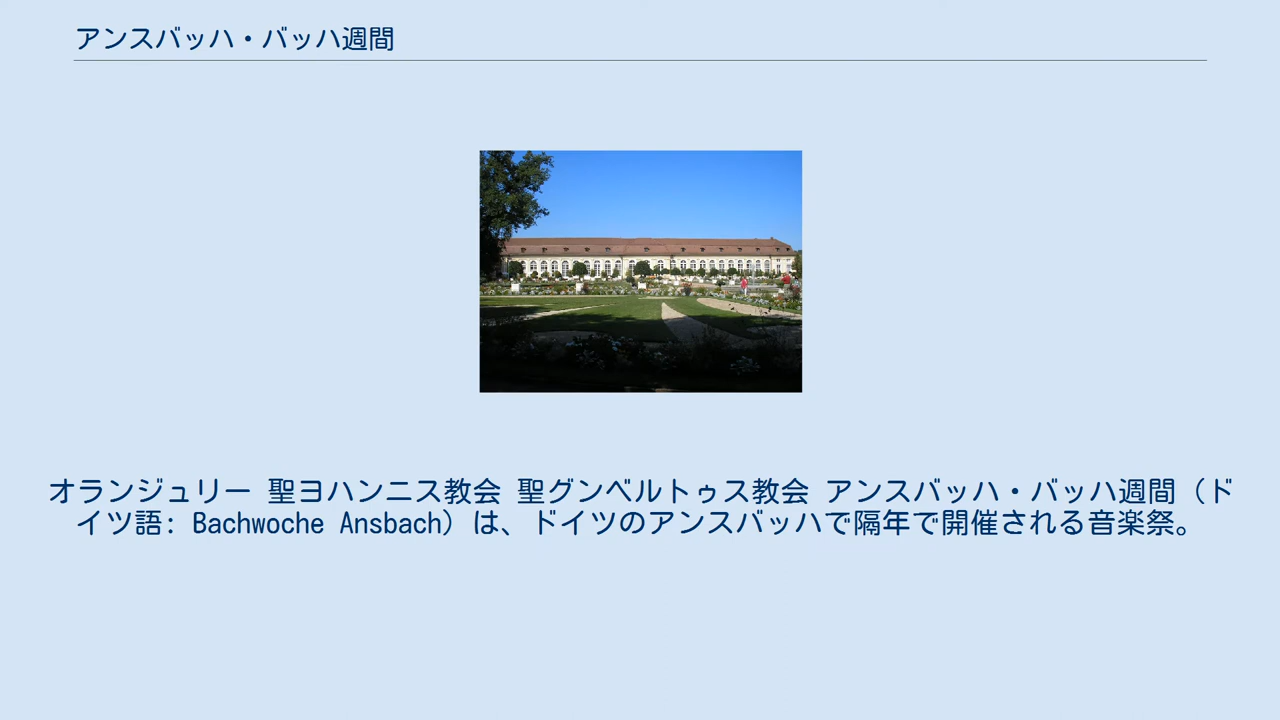 アンスバッハ・バッハ週間
オランジュリー 聖ヨハンニス教会 聖グンベルトゥス教会 アンスバッハ・バッハ週間（ド
イツ語: Bachwoche Ansbach）は、ドイツのアンスバッハで隔年で開催される音楽祭。